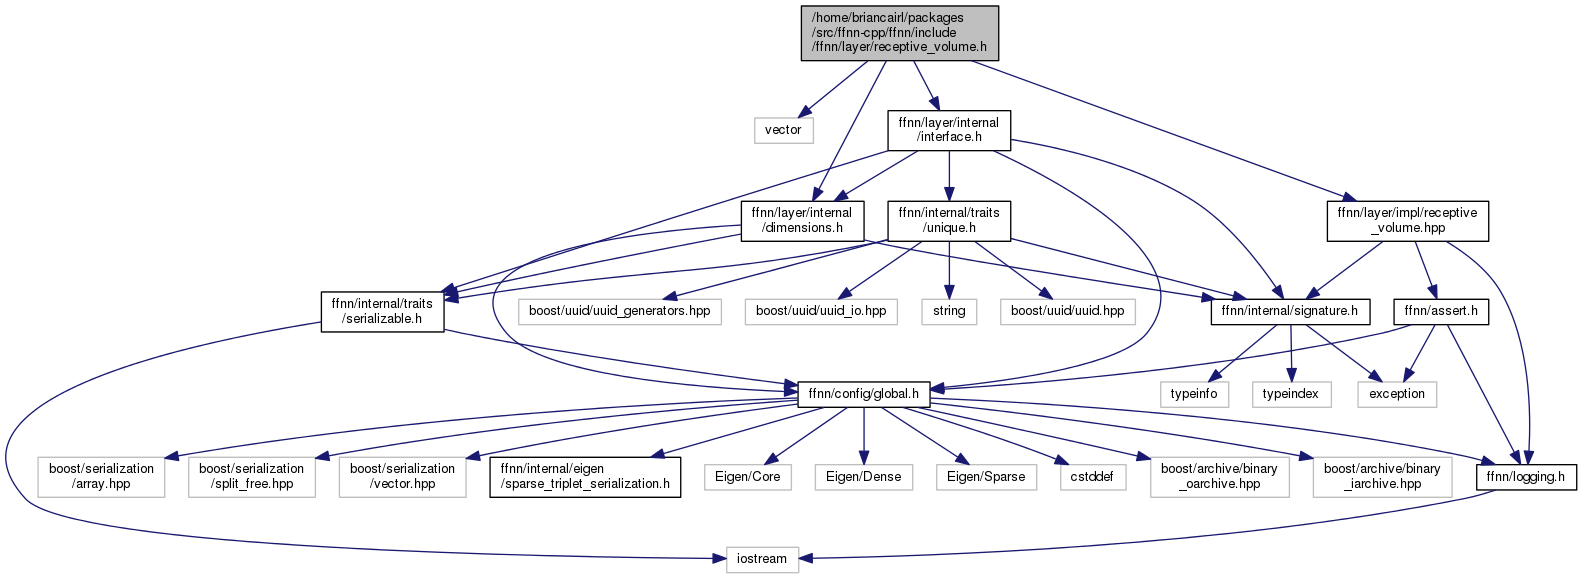 /home/briancairl/packages
/src/ffnn-cpp/ffnn/include
/ffnn/layer/receptive_volume.h
vector
ffnn/layer/internal
/interface.h
ffnn/layer/internal
/dimensions.h
ffnn/internal/traits
/unique.h
ffnn/layer/impl/receptive
_volume.hpp
ffnn/internal/traits
/serializable.h
boost/uuid/uuid_generators.hpp
boost/uuid/uuid_io.hpp
string
boost/uuid/uuid.hpp
ffnn/internal/signature.h
ffnn/assert.h
ffnn/config/global.h
typeinfo
typeindex
exception
boost/serialization
/array.hpp
boost/serialization
/split_free.hpp
boost/serialization
/vector.hpp
ffnn/internal/eigen
/sparse_triplet_serialization.h
Eigen/Core
Eigen/Dense
Eigen/Sparse
cstddef
boost/archive/binary
_oarchive.hpp
boost/archive/binary
_iarchive.hpp
ffnn/logging.h
iostream